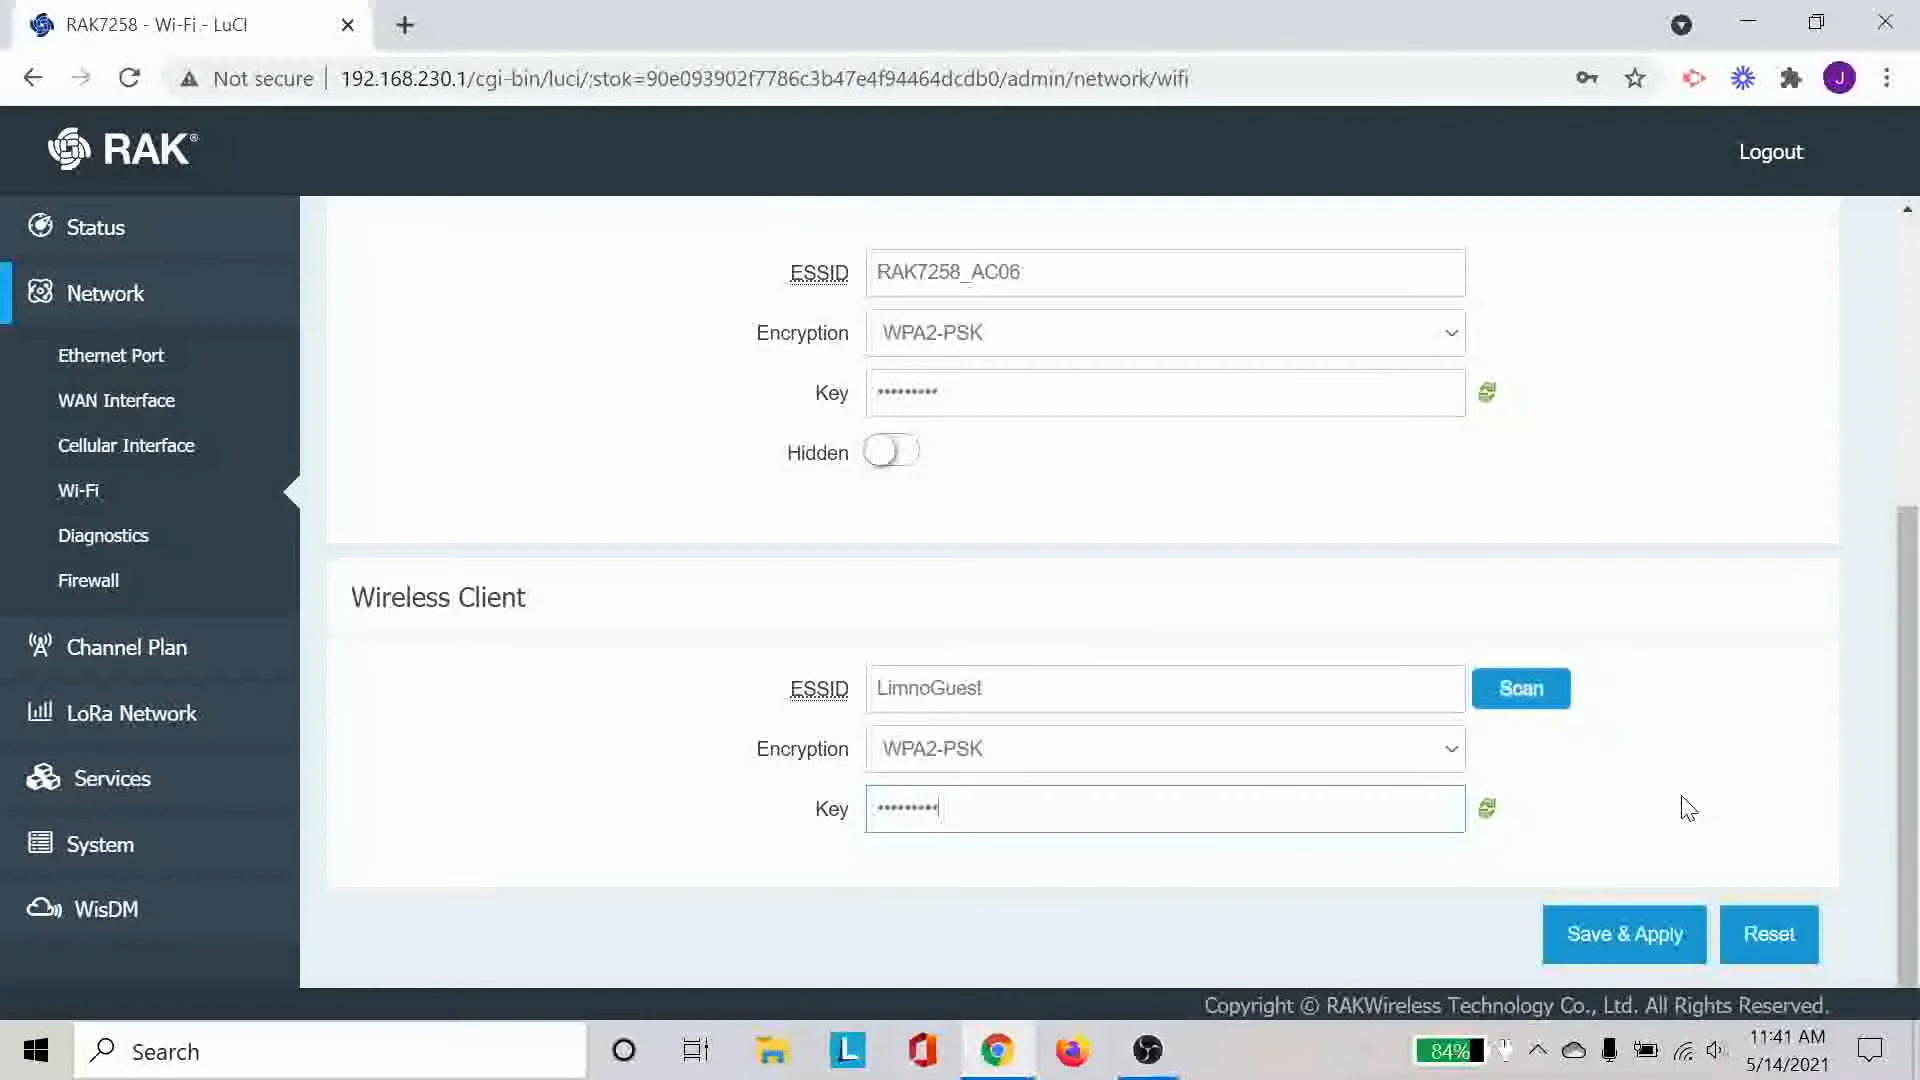 RAK7258 - Wi-Fi - LuCI
Not secure
192.168.230.1/cgi-bin/luci/;stok=90e093902f7786c3b47e4f94464dcdb0/admin/network/wifi
J
RAK®
Logout
Status
Network
Ethernet Port
WAN Interface
Cellular Interface
Wi-Fi
Diagnostics
Firewall
Channel Plan
LoRa Network
Services
System
WisDM
ESSID
RAK7258_AC06
Encryption
WPA2-PSK
Key
•••••••••
Hidden
Wireless Client
ESSID
LimnoGuest
Scan
Encryption
WPA2-PSK
Key
•••••••••
Save & Apply
Reset
Copyright © RAKWireless Technology Co., Ltd. All Rights Reserved.
Search
L
84%
11:41 AM
5/14/2021